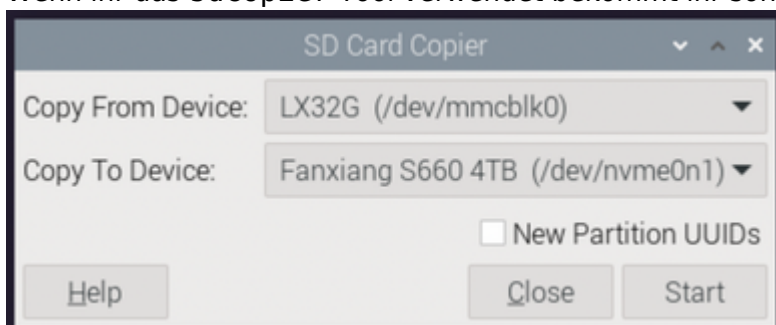 SD Card Copier
Copy From Device: LX32G (/dev/mmcblk0)
Copy To Device: Fanxiang S660 4TB (/dev/nvme0n1)
New Partition UUIDs
Help Close Start